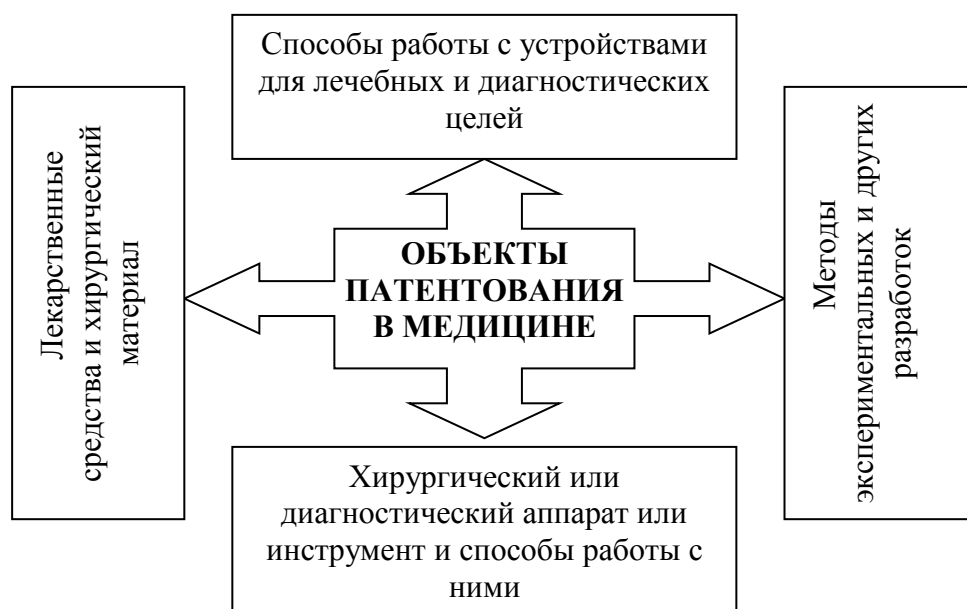 Способы работы с устройствами
для лечебных и диагностических
целей
Лекарственные
средства и хирургический
материал
ОБЪЕКТЫ
ПАТЕНТОВАНИЯ
В МЕДИЦИНЕ
Методы
экспериментальных и других
разработок
Хирургический или
диагностический аппарат или
инструмент и способы работы с
ними